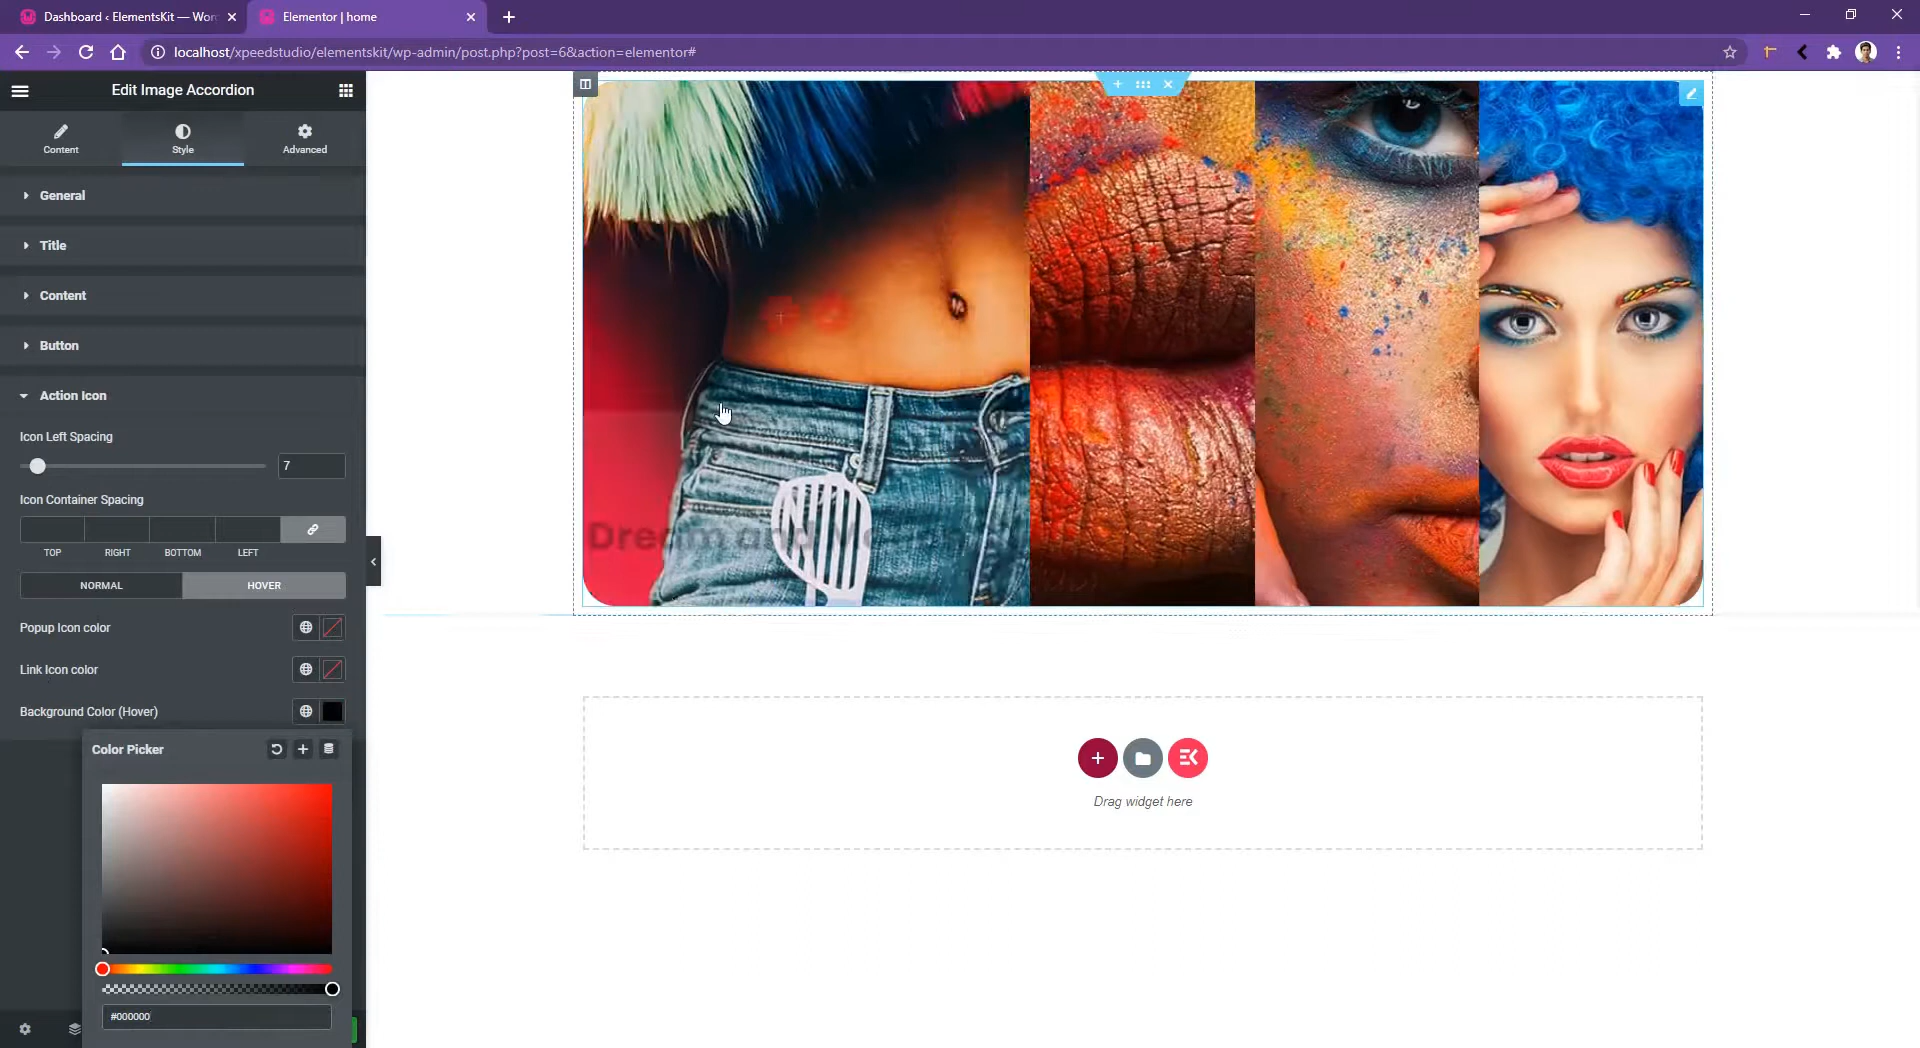 Dashboard ‹ ElementsKit — Wor
Elementor | home
localhost/xpeedstudio/elementskit/wp-admin/post.php?post=6&action=elementor#
Edit Image Accordion
Content
Style
Advanced
General
Title
Content
Button
Action Icon
Icon Left Spacing
7
Icon Container Spacing
TOP
RIGHT
BOTTOM
LEFT
NORMAL
HOVER
Popup Icon color
Link Icon color
Background Color (Hover)
Color Picker
#000000
Dream and
Drag widget here